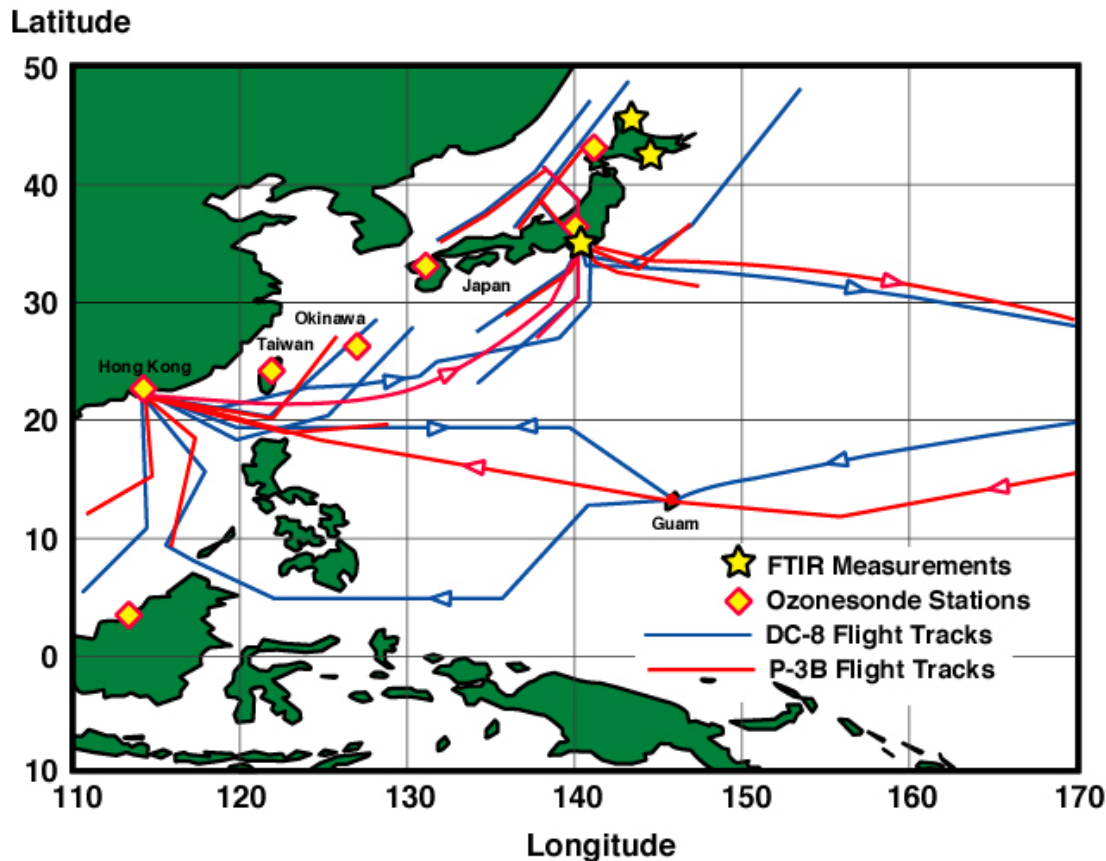 Latitude
50
40
30
20
10
0
10
110 120 130 140 150 160 170
Longitude
Japan
Okinawa
Taiwan
Hong Kong
Guam
FTIR Measurements
Ozonesonde Stations
DC-8 Flight Tracks
P-3B Flight Tracks